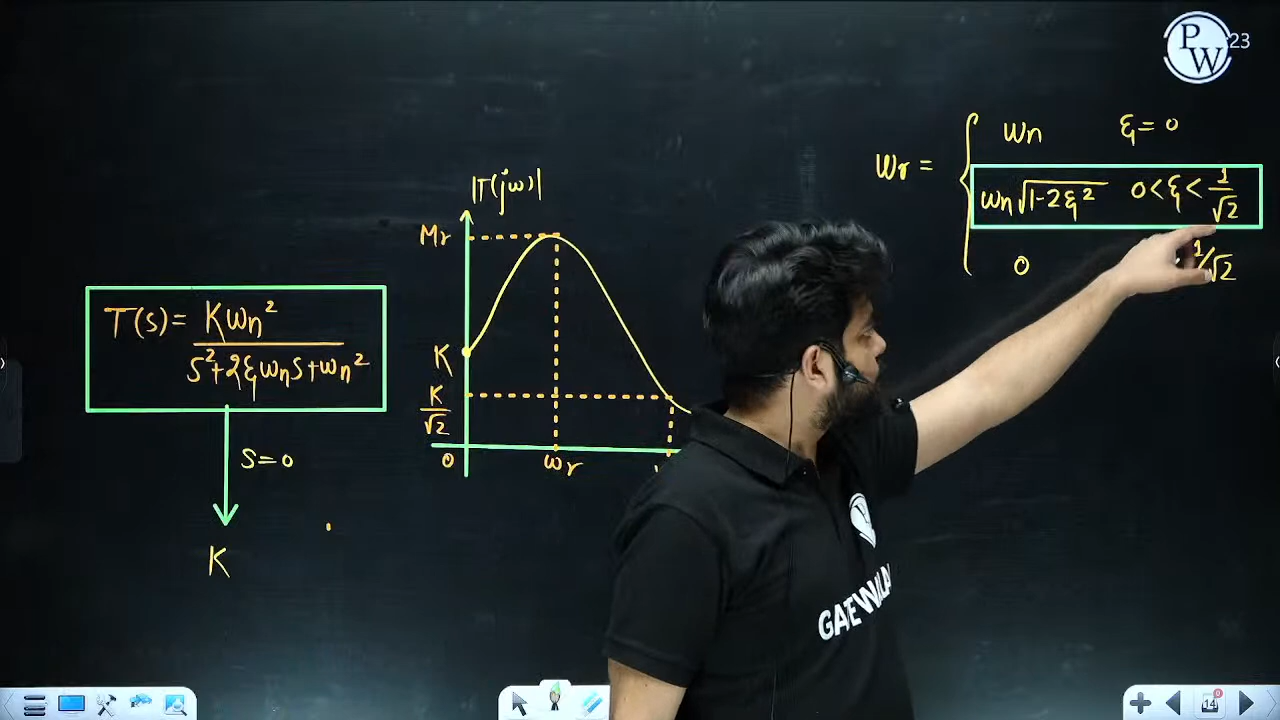 PW 23
ωr =
ωn ξ = 0
ωn√1-2ξ² 0 < ξ < 1/√2
0 1/√2
|T(jω)|
Mr
K
K/√2
0 ωr
T(s) = Kωn² / s²+2ξωns+ωn²
s=0
K
14